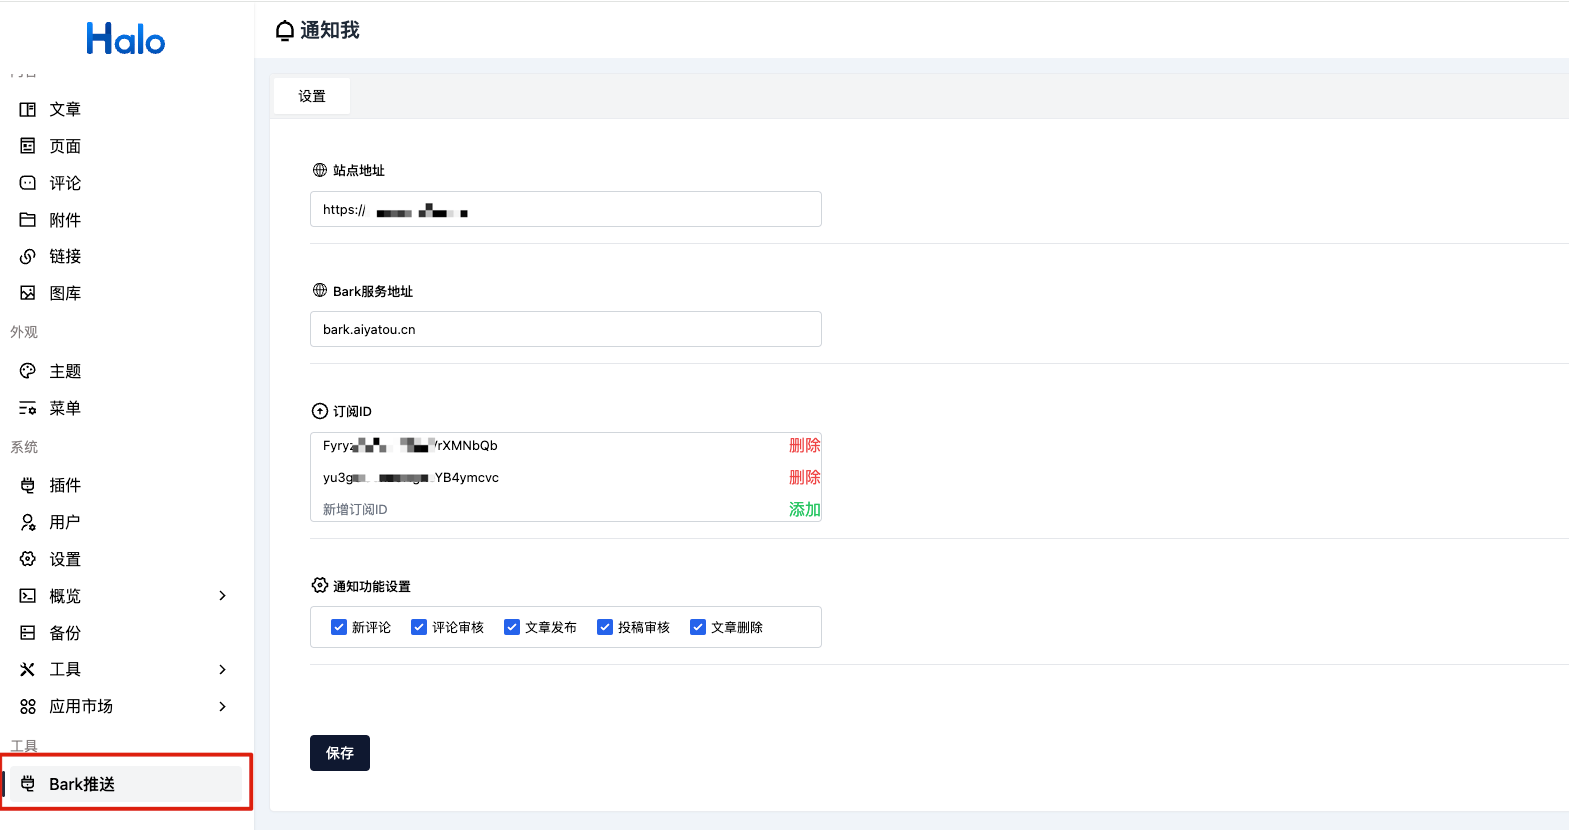 Halo
文章
页面
评论
附件
链接
图库
外观
主题
菜单
系统
插件
用户
设置
概览
备份
工具
应用市场
工具
Bark推送
通知我
设置
站点地址
https://
Bark服务地址
bark.aiyatou.cn
订阅ID
Fyryz rXMNbQb 删除
yu3g YB4ymcvc 删除
新增订阅ID 添加
通知功能设置
新评论 评论审核 文章发布 投稿审核 文章删除
保存